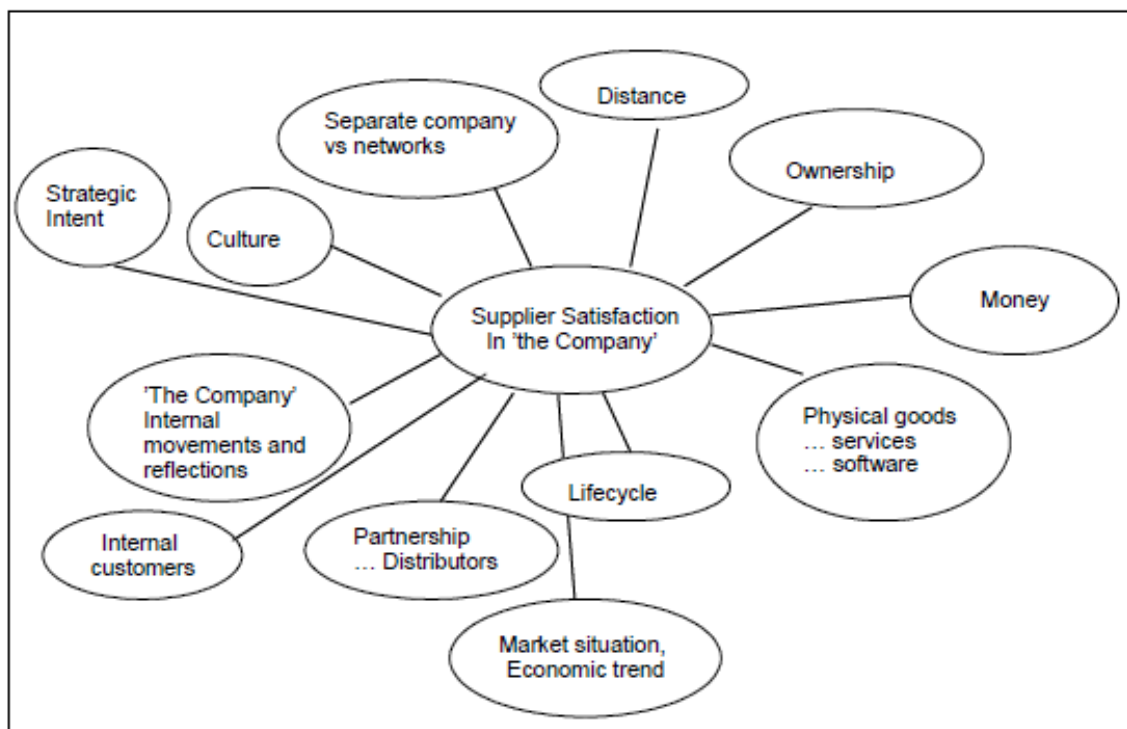 Distance
Separate company
vs networks
Ownership
Strategic
Intent
Culture
Money
Supplier Satisfaction
In ’the Company’
’The Company’
Internal
movements and
reflections
Physical goods
… services
… software
Lifecycle
Internal
customers
Partnership
… Distributors
Market situation,
Economic trend